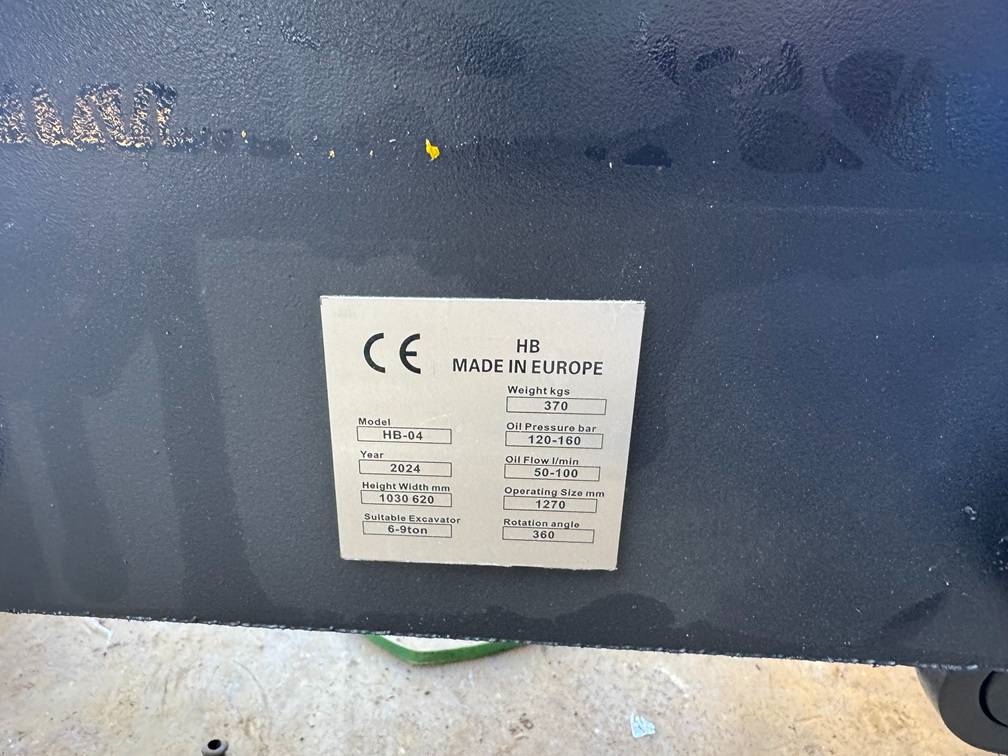 CE
HB
MADE IN EUROPE
Weight kgs
370
Model
HB-04
Oil Pressure bar
120-160
Year
2024
Oil Flow l/min
50-100
Height Width mm
1030 620
Operating Size mm
1270
Suitable Excavator
6-9ton
Rotation angle
360